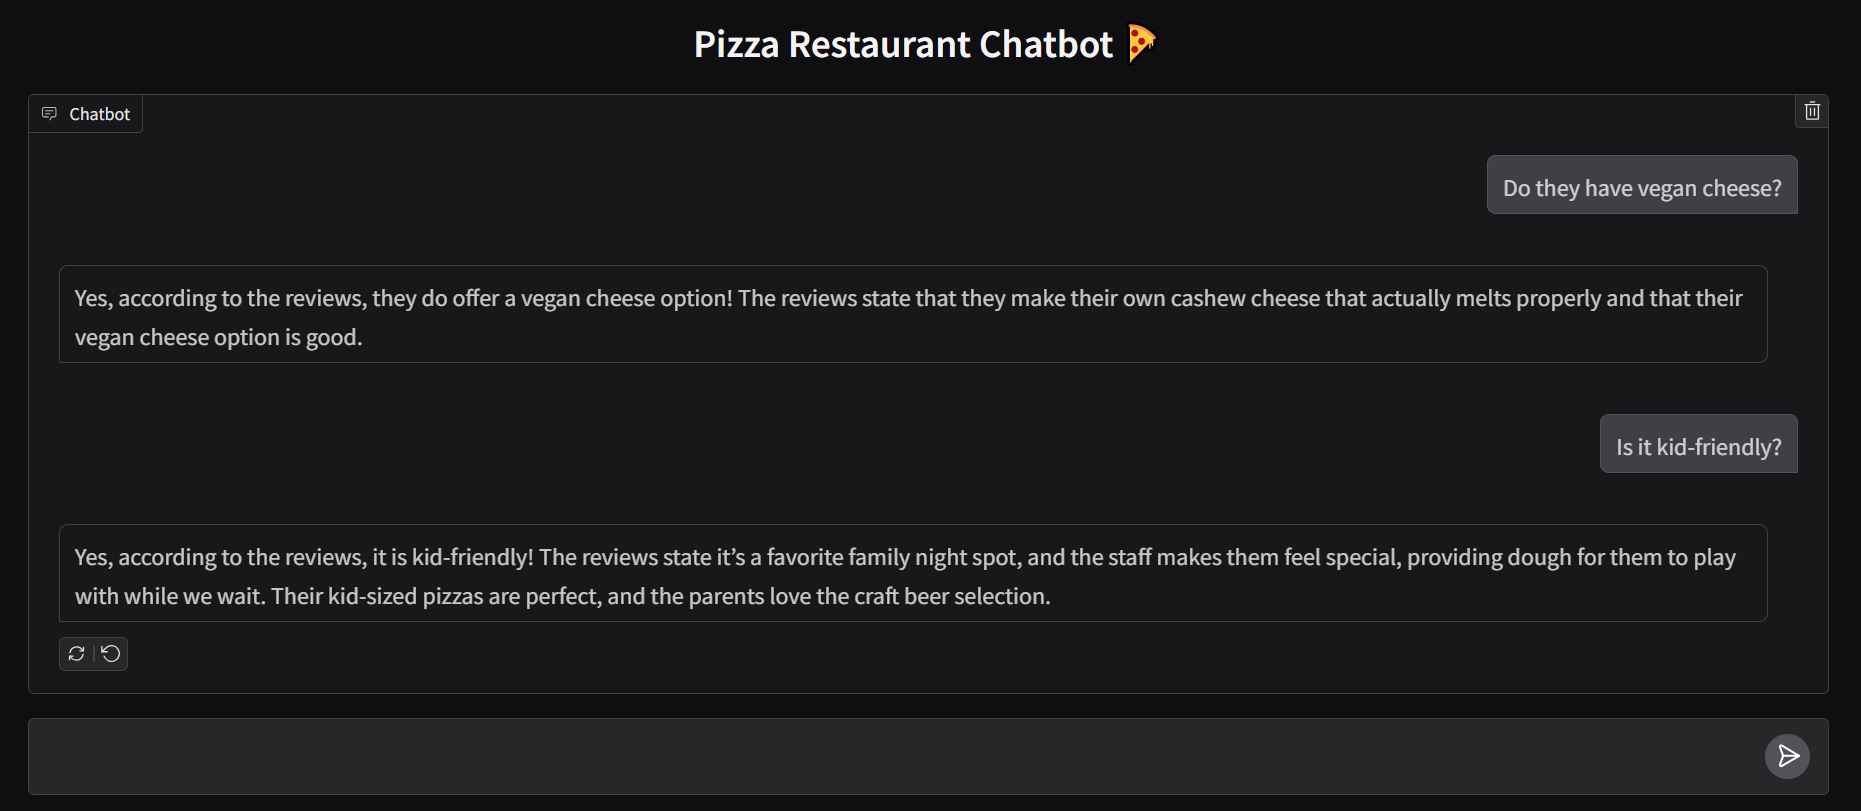 Pizza Restaurant Chatbot 🍕
Chatbot
Do they have vegan cheese?
Yes, according to the reviews, they do offer a vegan cheese option! The reviews state that they make their own cashew cheese that actually melts properly and that their
vegan cheese option is good.
Is it kid-friendly?
Yes, according to the reviews, it is kid-friendly! The reviews state it’s a favorite family night spot, and the staff makes them feel special, providing dough for them to play
with while we wait. Their kid-sized pizzas are perfect, and the parents love the craft beer selection.